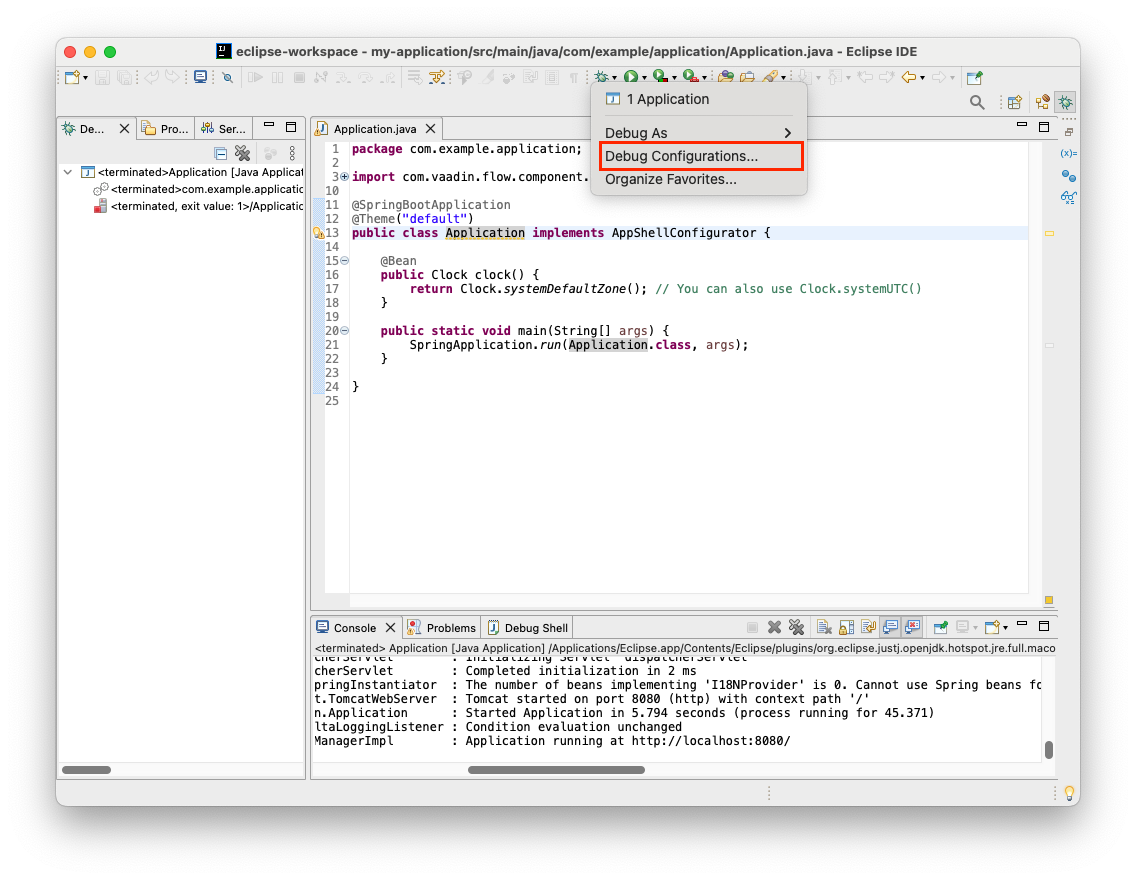 eclipse-workspace - my-application/src/main/java/com/example/application/Application.java - Eclipse IDE
1 Application
Debug As
Debug Configurations...
Organize Favorites...
De...
Pro...
Ser...
<terminated>Application [Java Applicat
<terminated>com.example.applicatio
<terminated, exit value: 1>/Applicatio
Application.java
1 package com.example.application;
2
3 import com.vaadin.flow.component.
10
11 @SpringBootApplication
12 @Theme("default")
13 public class Application implements AppShellConfigurator {
14
15 @Bean
16 public Clock clock() {
17 return Clock.systemDefaultZone(); // You can also use Clock.systemUTC()
18 }
19
20 public static void main(String[] args) {
21 SpringApplication.run(Application.class, args);
22 }
23
24 }
25
(x)=
Console
Problems
Debug Shell
<terminated> Application [Java Application] /Applications/Eclipse.app/Contents/Eclipse/plugins/org.eclipse.justj.openjdk.hotspot.jre.full.maco
cherServlet : Initializing Servlet 'dispatcherServlet'
cherServlet : Completed initialization in 2 ms
pringInstantiator : The number of beans implementing 'I18NProvider' is 0. Cannot use Spring beans fo
t.TomcatWebServer : Tomcat started on port 8080 (http) with context path '/'
n.Application : Started Application in 5.794 seconds (process running for 45.371)
ltaLoggingListener : Condition evaluation unchanged
ManagerImpl : Application running at http://localhost:8080/